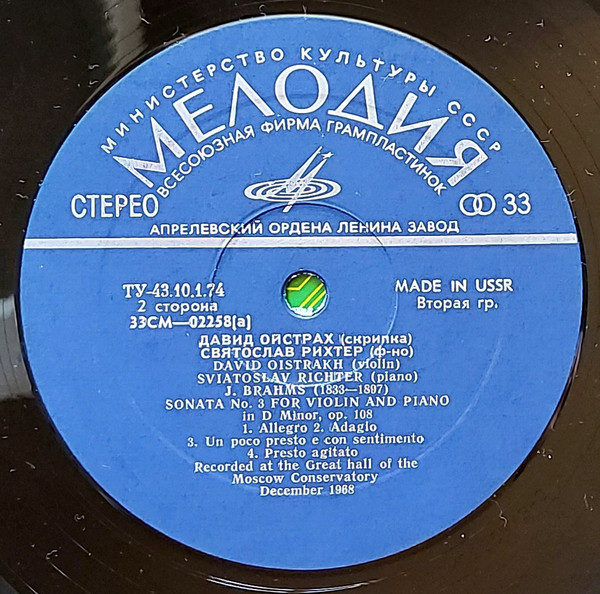 МИНИСТЕРСТВО КУЛЬТУРЫ СССР
МЕЛОДИЯ
ВСЕСОЮЗНАЯ ФИРМА ГРАМПЛАСТИНОК
СТЕРЕО
33
АПРЕЛЕВСКИЙ ОРДЕНА ЛЕНИНА ЗАВОД
ТУ-43.10.1.74
2 сторона
33СМ—02258(а)
MADE IN USSR
Вторая гр.
ДАВИД ОЙСТРАХ (скрипка)
СВЯТОСЛАВ РИХТЕР (ф-но)
DAVID OISTRAKH (violin)
SVIATOSLAV RICHTER (piano)
J. BRAHMS (1833—1897)
SONATA No. 3 FOR VIOLIN AND PIANO
in D Minor, op. 108
1. Allegro 2. Adagio
3. Un poco presto e con sentimento
4. Presto agitato
Recorded at the Great hall of the
Moscow Conservatory
December 1968